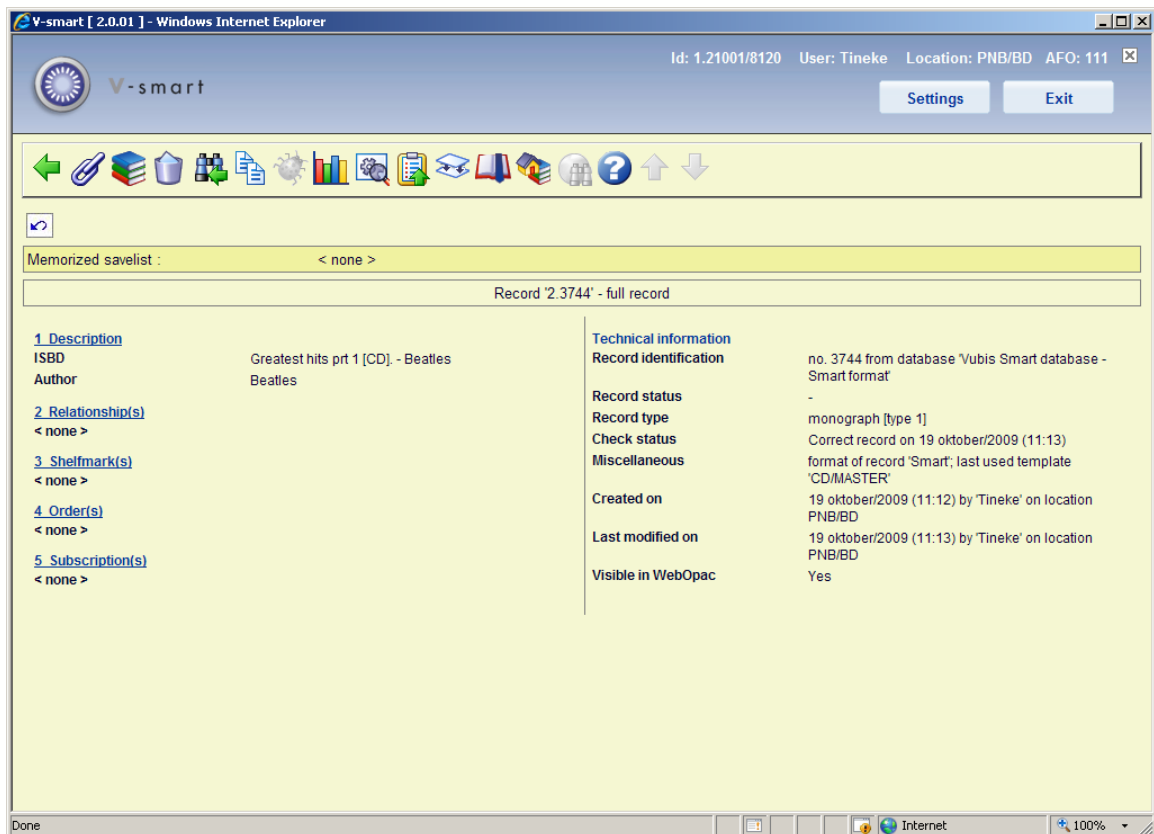 V-smart [ 2.0.01 ] - Windows Internet Explorer
Id: 1.21001/8120 User: Tineke Location: PNB/BD AFO: 111
V-smart
Settings Exit
Memorized savelist : < none >
Record '2.3744' - full record
1 Description
ISBD Greatest hits prt 1 [CD]. - Beatles
Author Beatles
2 Relationship(s)
< none >
3 Shelfmark(s)
< none >
4 Order(s)
< none >
5 Subscription(s)
< none >
Technical information
Record identification no. 3744 from database 'Vubis Smart database -
Smart format'
Record status -
Record type monograph [type 1]
Check status Correct record on 19 oktober/2009 (11:13)
Miscellaneous format of record 'Smart'; last used template
'CD/MASTER'
Created on 19 oktober/2009 (11:12) by 'Tineke' on location
PNB/BD
Last modified on 19 oktober/2009 (11:13) by 'Tineke' on location
PNB/BD
Visible in WebOpac Yes
Done Internet 100%